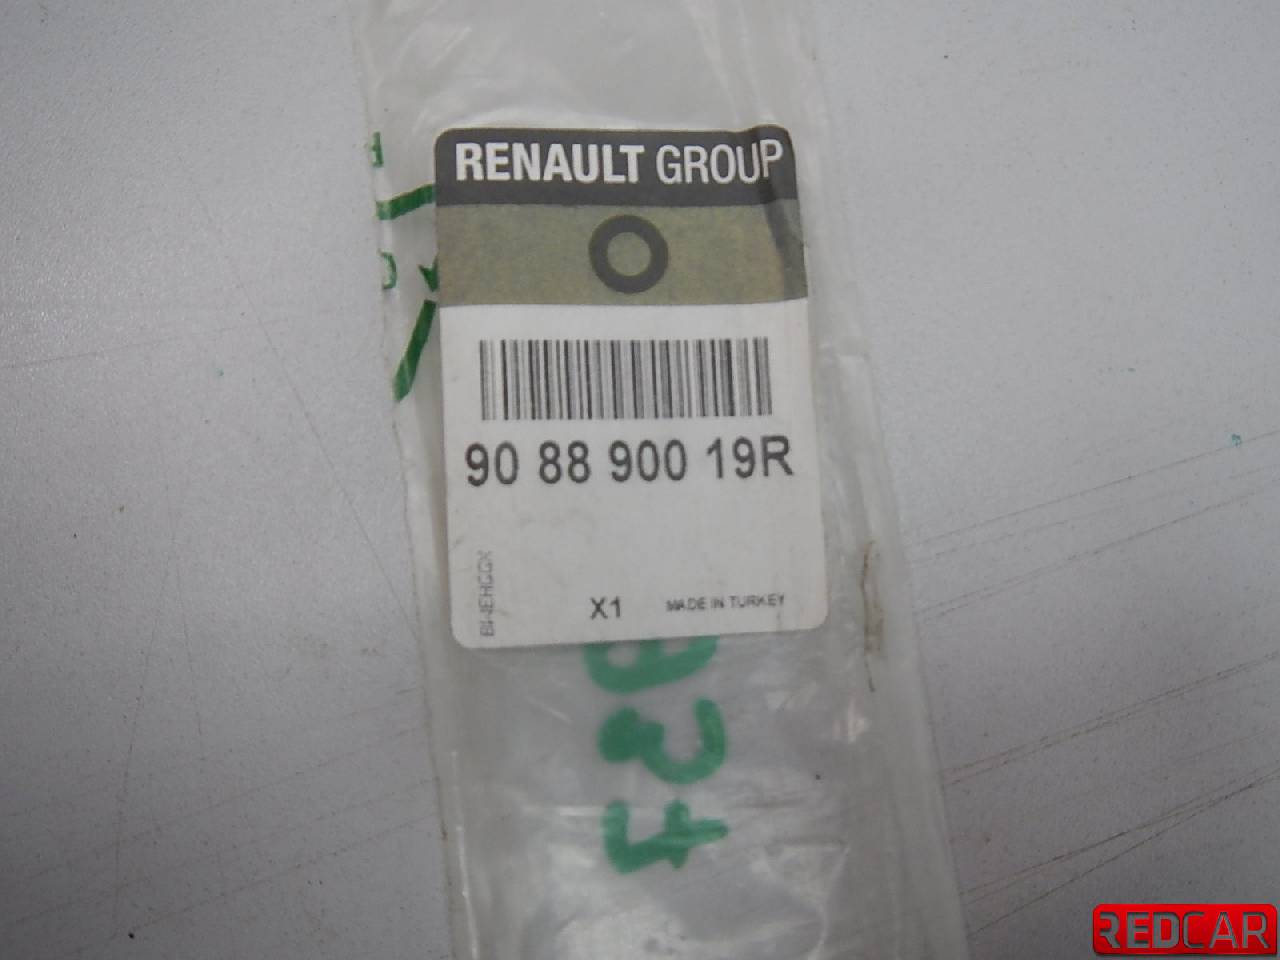 RENAULT GROUP
90 88 900 19R
X1
MADE IN TURKEY
REDCAR